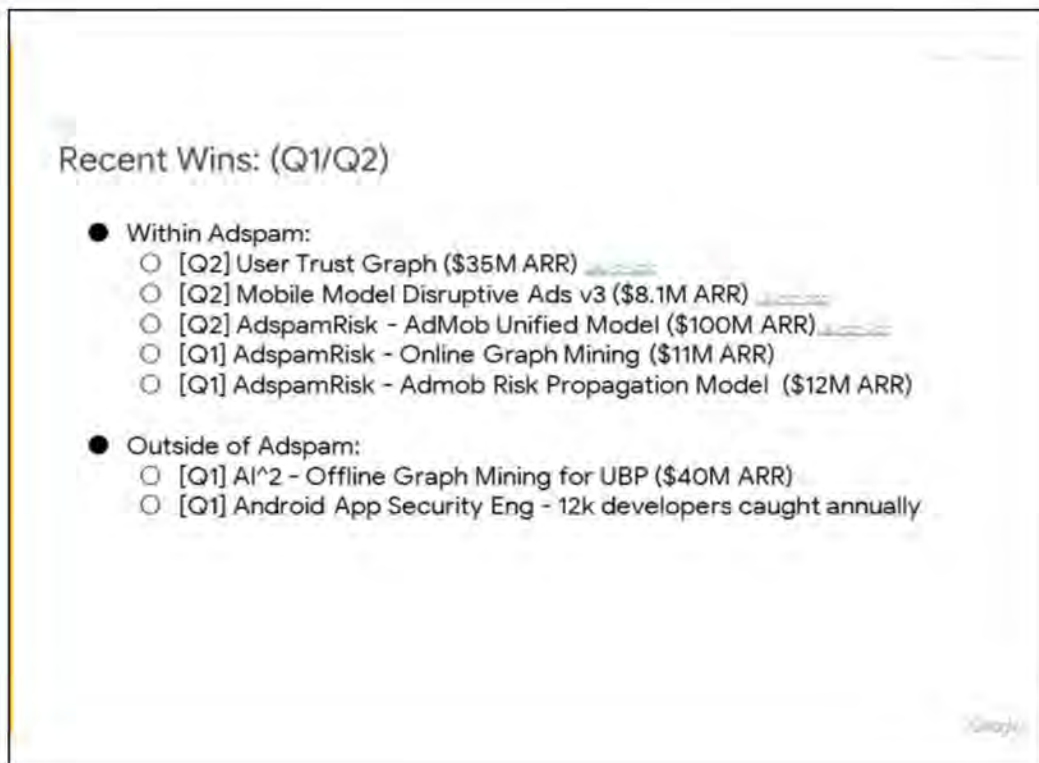 Recent Wins: (Q1/Q2)
● Within Adspam:
○ [Q2] User Trust Graph ($35M ARR)
○ [Q2] Mobile Model Disruptive Ads v3 ($8.1M ARR)
○ [Q2] AdspamRisk - AdMob Unified Model ($100M ARR)
○ [Q1] AdspamRisk - Online Graph Mining ($11M ARR)
○ [Q1] AdspamRisk - Admob Risk Propagation Model ($12M ARR)
● Outside of Adspam:
○ [Q1] AI^2 - Offline Graph Mining for UBP ($40M ARR)
○ [Q1] Android App Security Eng - 12k developers caught annually
Google